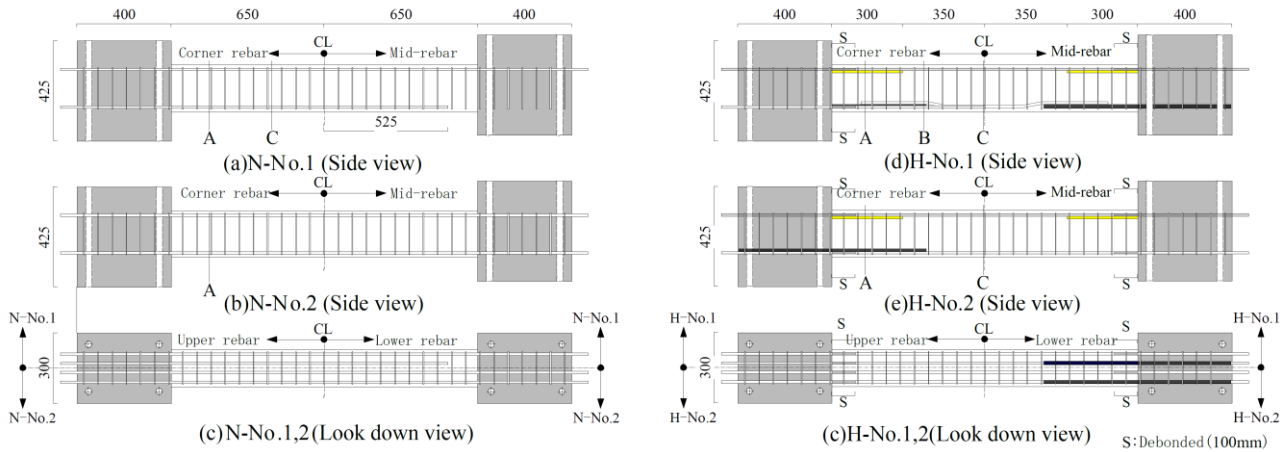 400 650 650 400
Corner rebar CL Mid-rebar
425
525
A C
(a)N-No.1 (Side view)
Corner rebar CL Mid-rebar
425
A
(b)N-No.2 (Side view)
N-No.1 Upper rebar CL Lower rebar N-No.1
300
N-No.2 N-No.2
(c)N-No.1,2(Look down view)
400 300 350 350 300 400
S S
Corner rebar CL Mid-rebar
425
S A B C
(d)H-No.1 (Side view)
S S
Corner rebar CL Mid-rebar
425
S A C S
(e)H-No.2 (Side view)
S S
H-No.1 Upper rebar CL Lower rebar H-No.1
300
H-No.2 S S H-No.2
(c)H-No.1,2(Look down view)
S:Debonded(100mm)